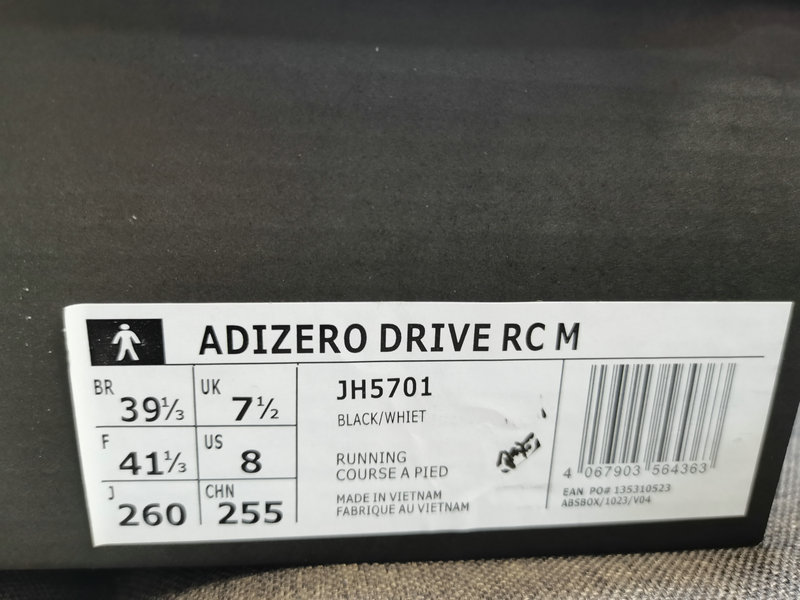 ADIZERO DRIVE RC M
BR 39⅓ UK 7½
F 41⅓ US 8
J 260 CHN 255
JH5701
BLACK/WHIET
RUNNING
COURSE A PIED
MADE IN VIETNAM
FABRIQUE AU VIETNAM
4 067903 564363
EAN PO# 135310523
ABSBOX/1023/V04